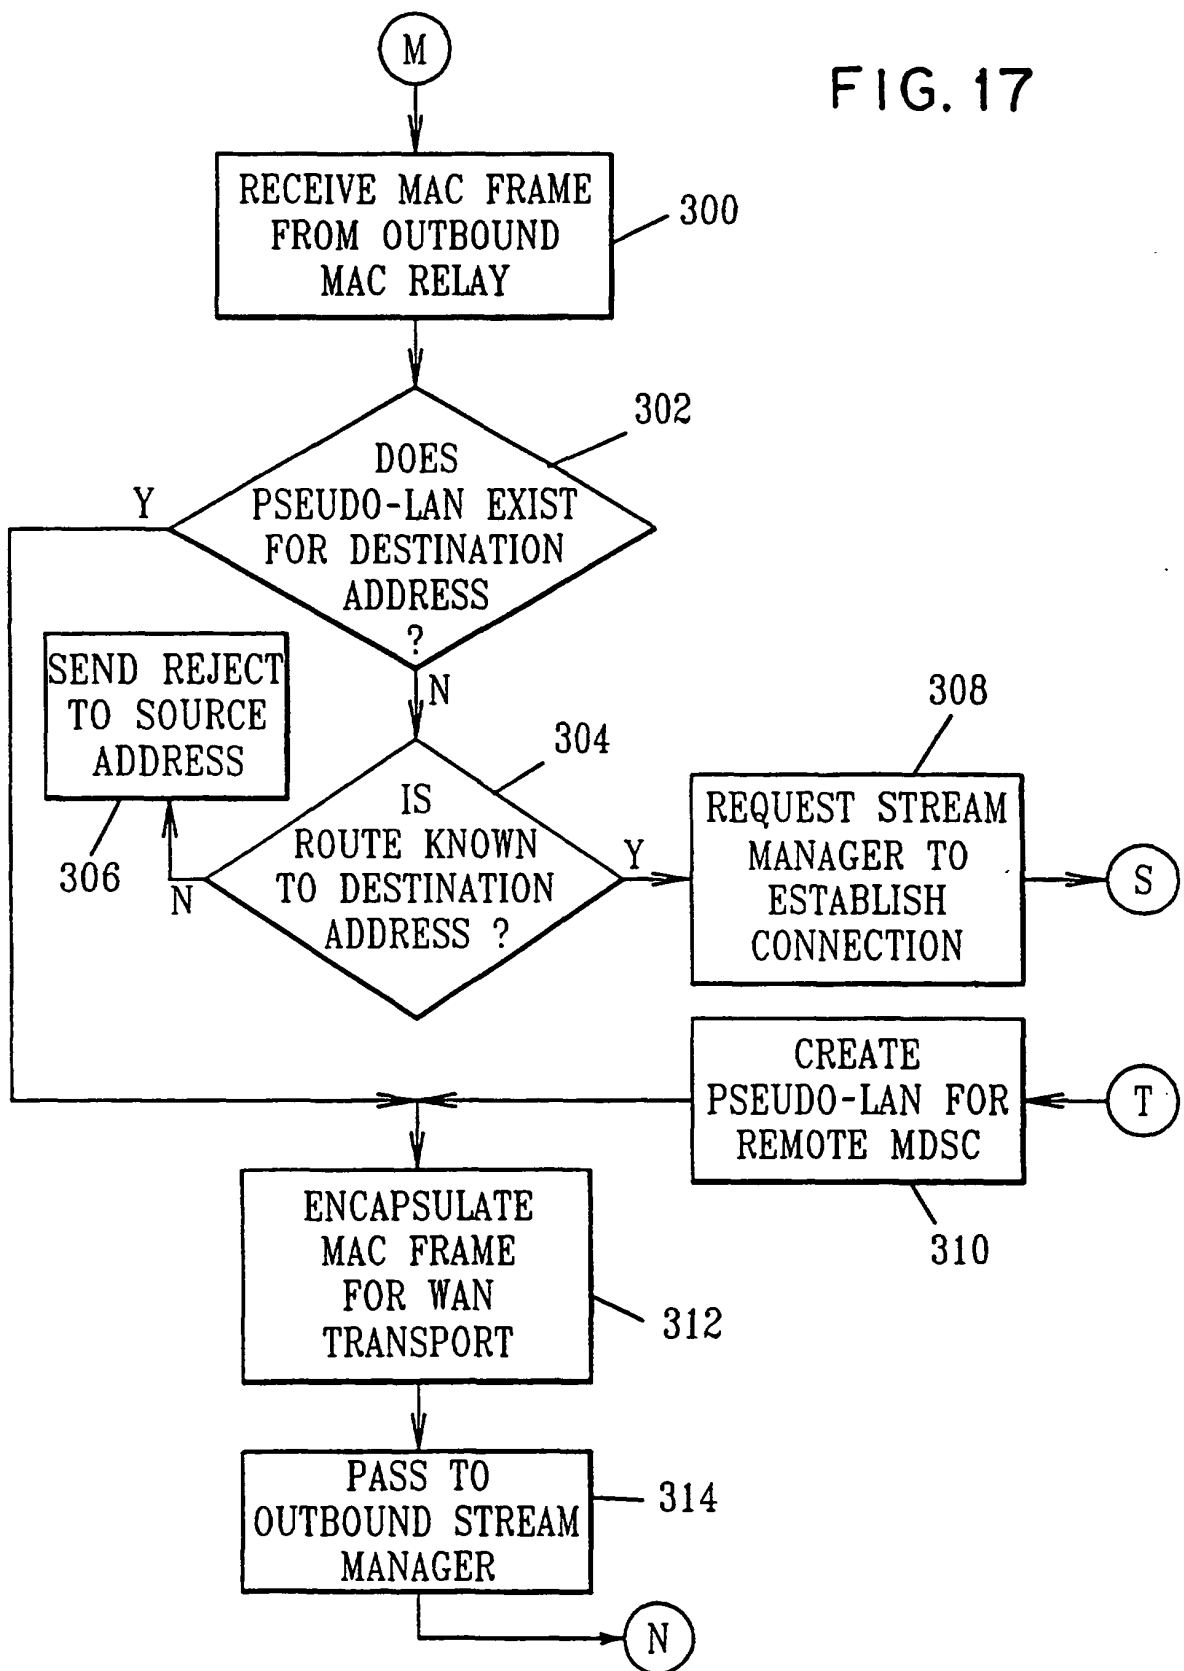 M
FIG. 17
RECEIVE MAC FRAME
FROM OUTBOUND
MAC RELAY
300
302
DOES
PSEUDO-LAN EXIST
FOR DESTINATION
ADDRESS
?
Y
N
SEND REJECT
TO SOURCE
ADDRESS
306
304
IS
ROUTE KNOWN
TO DESTINATION
ADDRESS ?
N
Y
308
REQUEST STREAM
MANAGER TO
ESTABLISH
CONNECTION
S
CREATE
PSEUDO-LAN FOR
REMOTE MDSC
T
310
ENCAPSULATE
MAC FRAME
FOR WAN
TRANSPORT
312
PASS TO
OUTBOUND STREAM
MANAGER
314
N